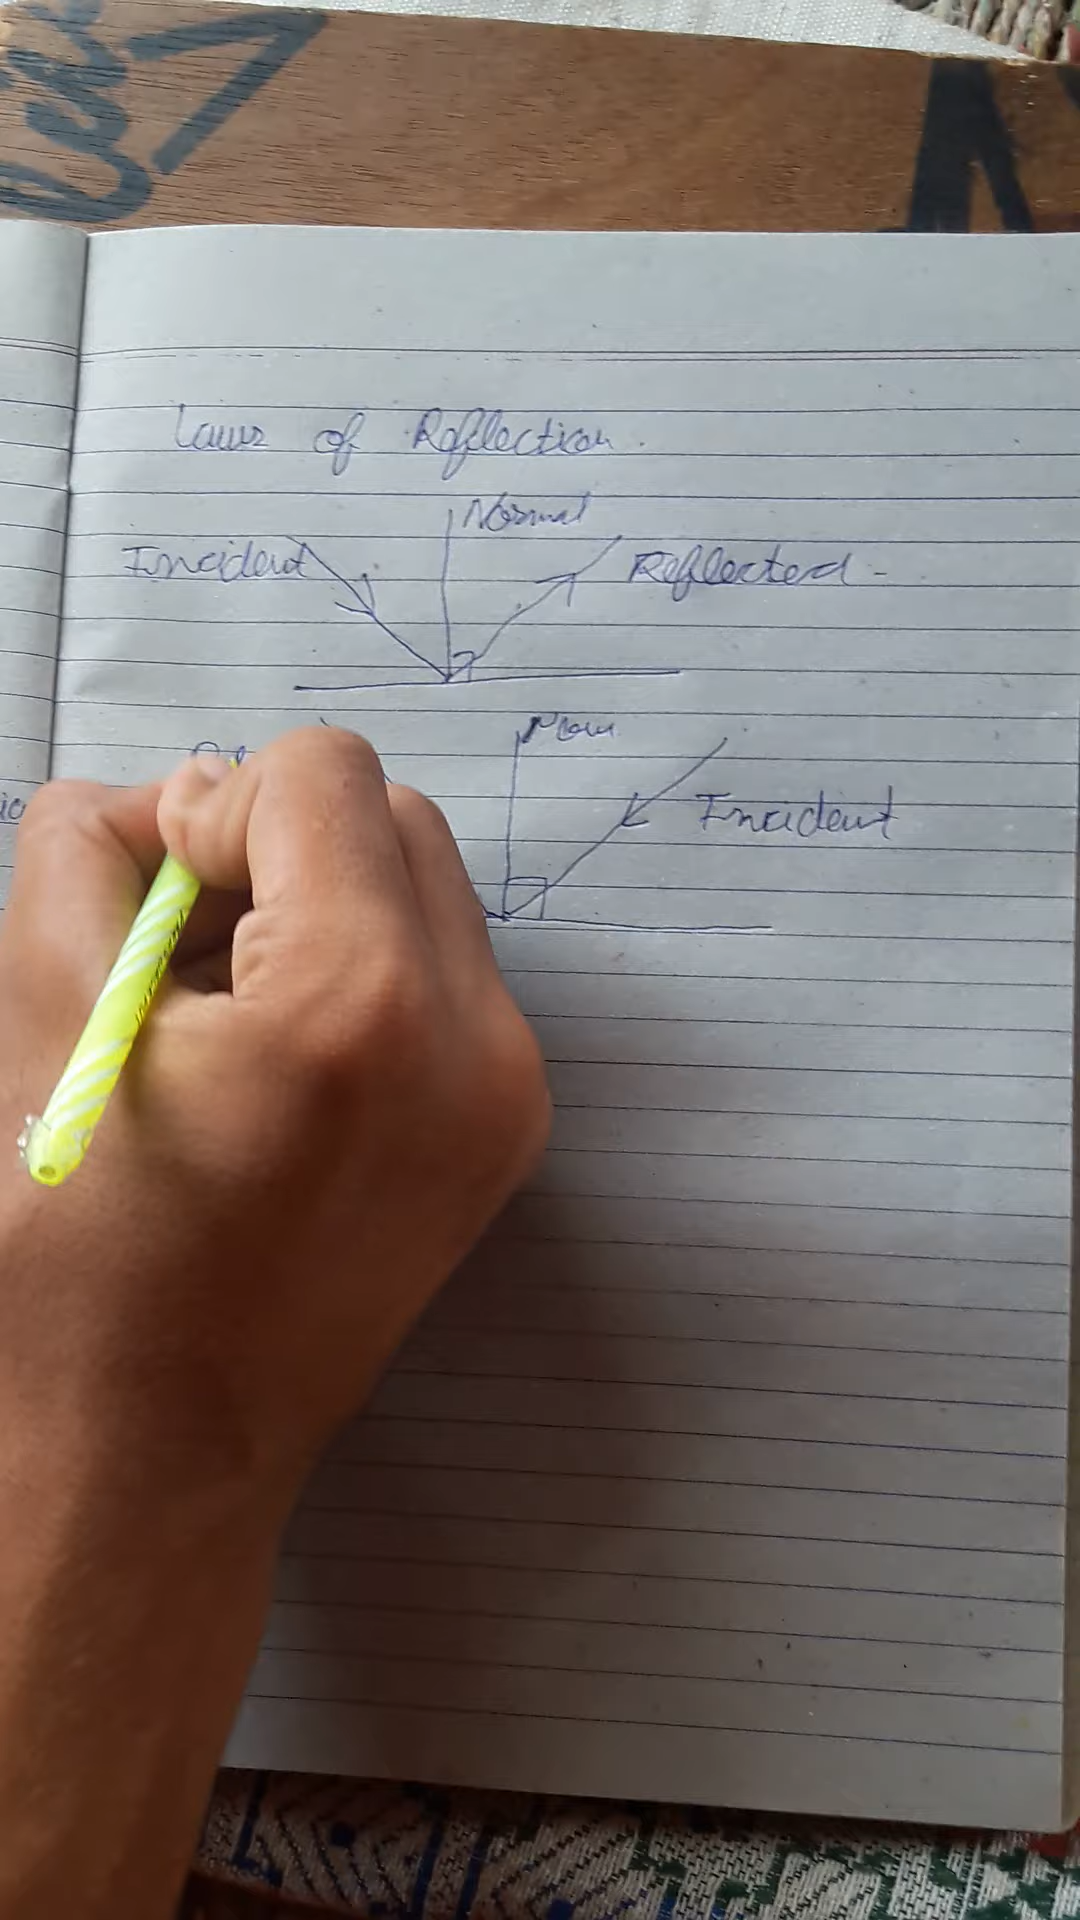 Laws of Reflection.
Normal
Incident
Reflected -
Incident